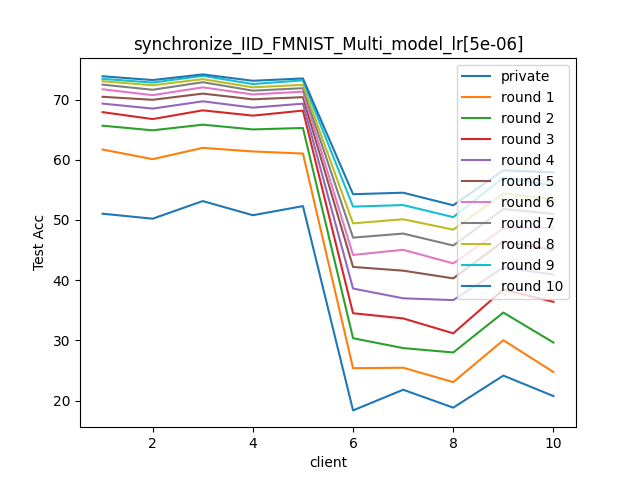 synchronize_IID_FMNIST_Multi_model_lr[5e-06]
private
round 1
round 2
round 3
round 4
round 5
round 6
round 7
round 8
round 9
round 10
Test Acc
70
60
50
40
30
20
2
4
6
8
10
client